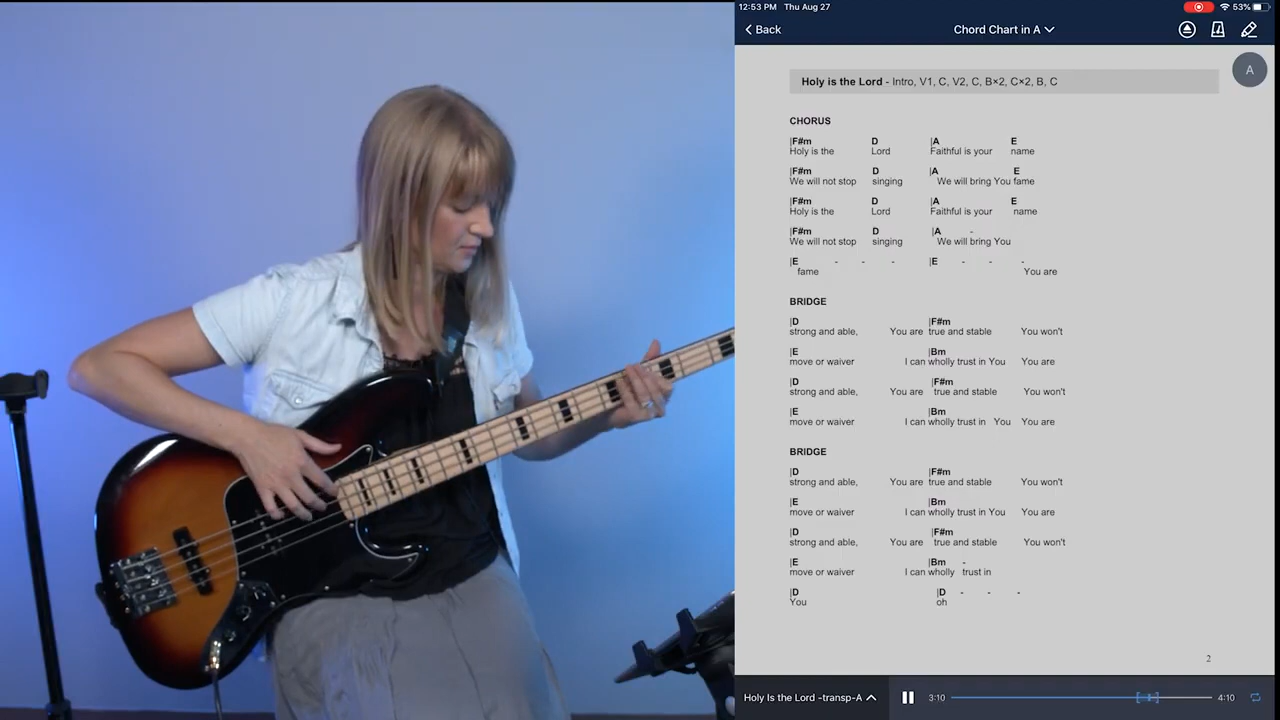 12:53 PM Thu Aug 27 53%
Back Chord Chart in A
A
Holy is the Lord - Intro, V1, C, V2, C, B×2, C×2, B, C
CHORUS
|F#m D |A E
Holy is the Lord Faithful is your name
|F#m D |A E
We will not stop singing We will bring You fame
|F#m D |A E
Holy is the Lord Faithful is your name
|F#m D |A -
We will not stop singing We will bring You
|E - - - |E - - -
fame You are
BRIDGE
|D |F#m
strong and able, You are true and stable You won't
|E |Bm
move or waiver I can wholly trust in You You are
|D |F#m
strong and able, You are true and stable You won't
|E |Bm
move or waiver I can wholly trust in You You are
BRIDGE
|D |F#m
strong and able, You are true and stable You won't
|E |Bm
move or waiver I can wholly trust in You You are
|D |F#m
strong and able, You are true and stable You won't
|E |Bm -
move or waiver I can wholly trust in
|D |D - - -
You oh
2
Holy Is the Lord -transp-A 3:10 4:10